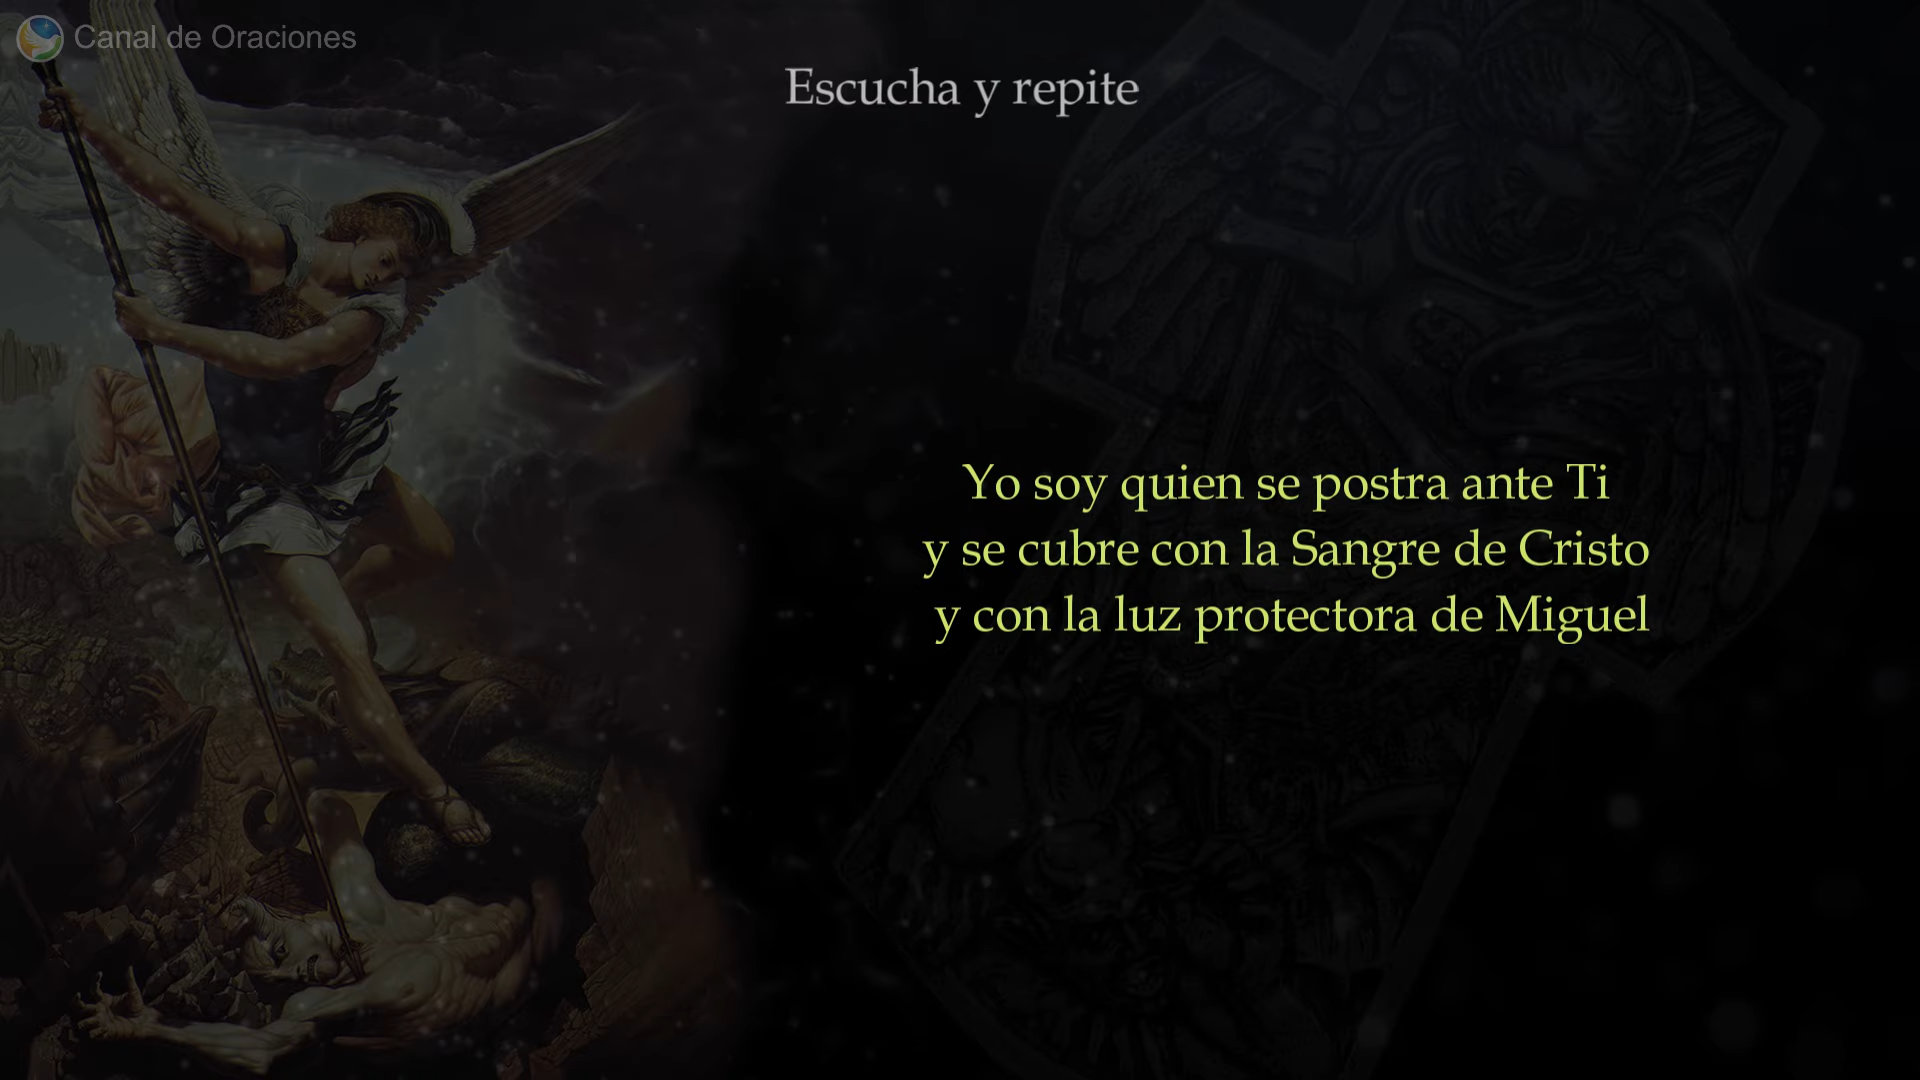 Canal de Oraciones
Escucha y repite
Yo soy quien se postra ante Ti
y se cubre con la Sangre de Cristo
y con la luz protectora de Miguel